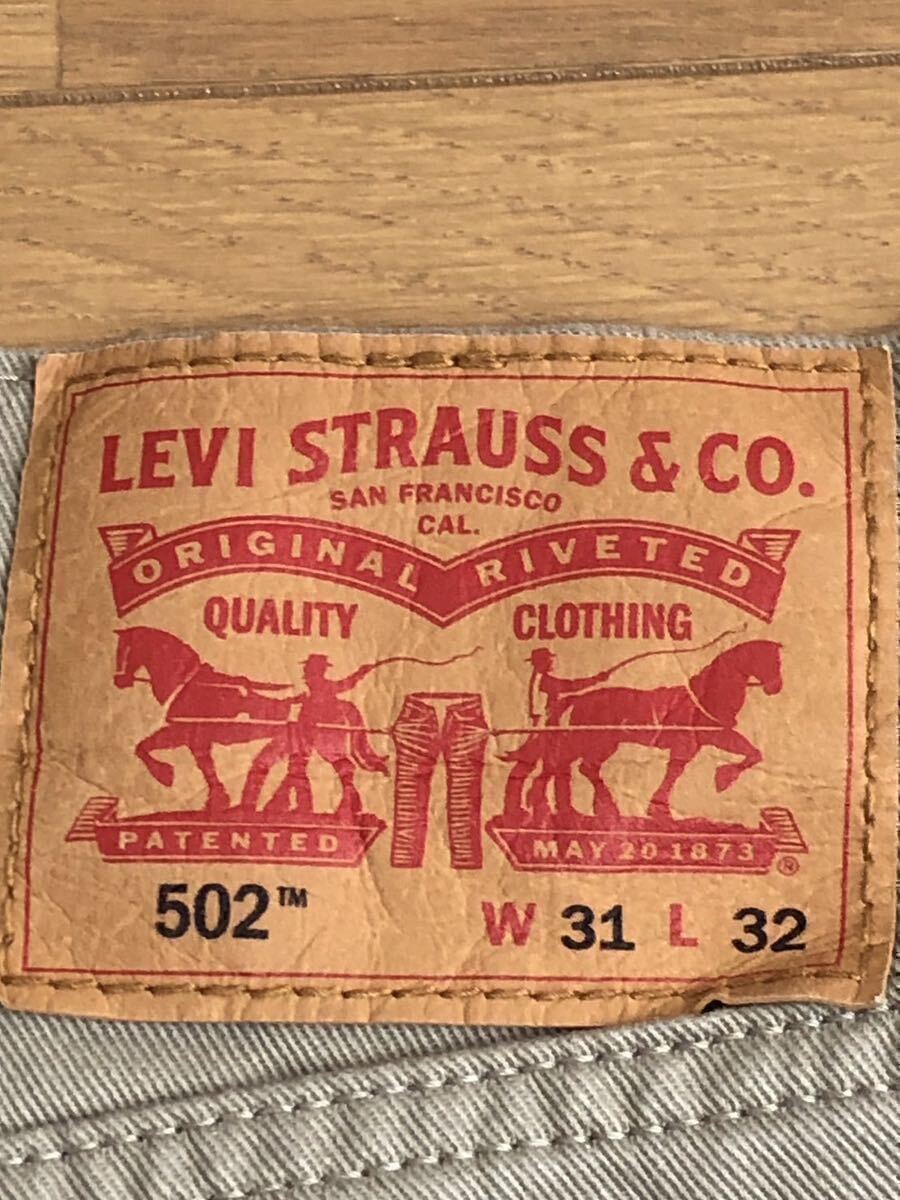 LEVI STRAUSS & CO.
SAN FRANCISCO
CAL.
ORIGINAL RIVETED
QUALITY CLOTHING
PATENTED MAY 20 1873 ®
502™ W 31 L 32